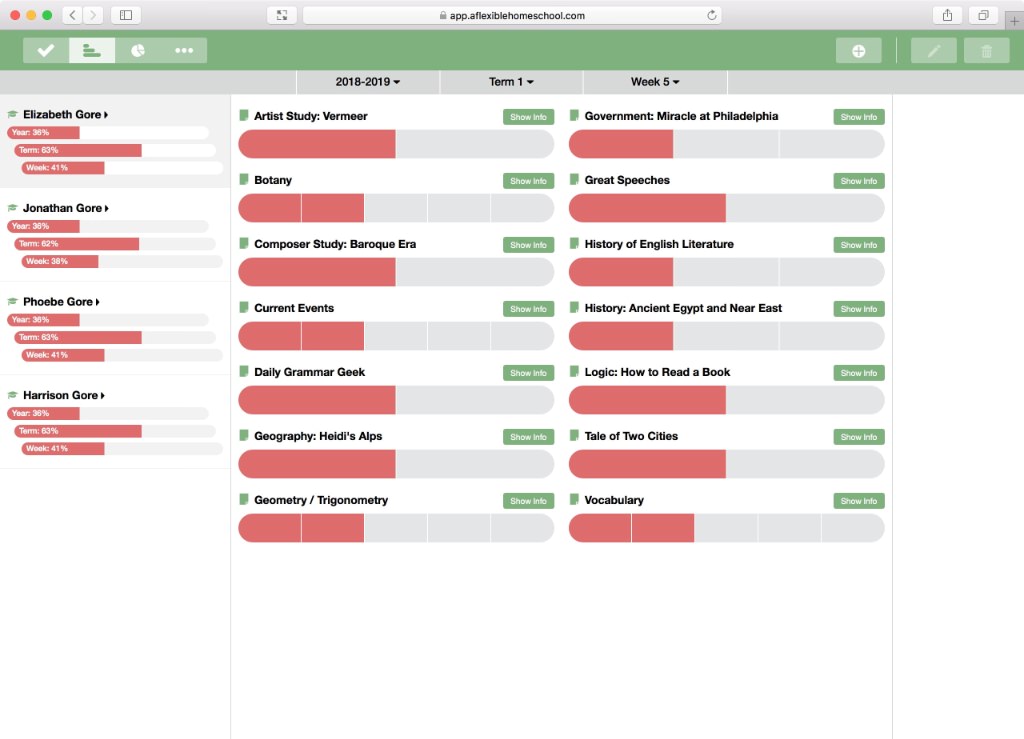 app.aflexiblehomeschool.com
2018-2019 Term 1 Week 5
Elizabeth Gore
Year: 36%
Term: 63%
Week: 41%
Jonathan Gore
Year: 36%
Term: 62%
Week: 38%
Phoebe Gore
Year: 36%
Term: 63%
Week: 41%
Harrison Gore
Year: 36%
Term: 63%
Week: 41%
Artist Study: Vermeer Show Info
Botany Show Info
Composer Study: Baroque Era Show Info
Current Events Show Info
Daily Grammar Geek Show Info
Geography: Heidi's Alps Show Info
Geometry / Trigonometry Show Info
Government: Miracle at Philadelphia Show Info
Great Speeches Show Info
History of English Literature Show Info
History: Ancient Egypt and Near East Show Info
Logic: How to Read a Book Show Info
Tale of Two Cities Show Info
Vocabulary Show Info